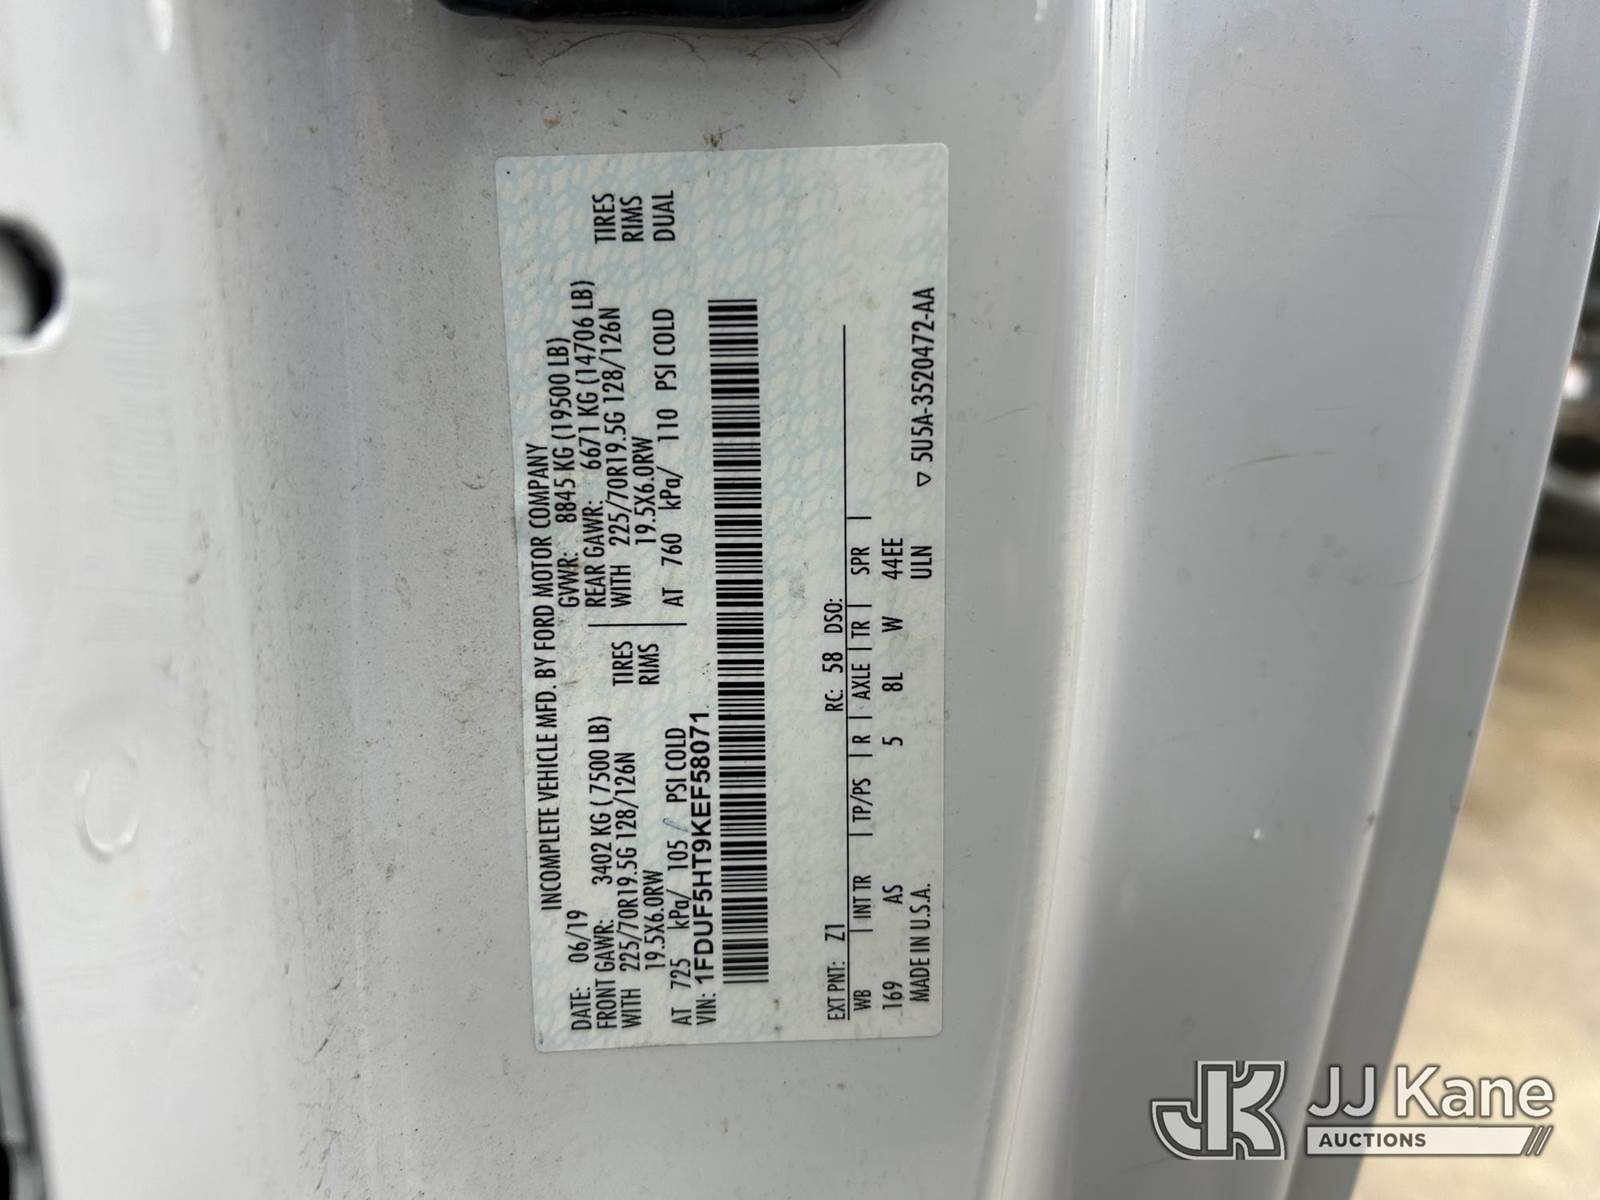 INCOMPLETE VEHICLE MFD. BY FORD MOTOR COMPANY
DATE: 06/19 GVWR: 8845 KG (19500 LB)
FRONT GAWR: 3402 KG ( 7500 LB) REAR GAWR: 6671 KG (14706 LB)
WITH 225/70R19.5G 128/126N TIRES WITH 225/70R19.5G 128/126N TIRES
19.5X6.0RW RIMS 19.5X6.0RW RIMS
AT 725 kPa/ 105 PSI COLD AT 760 kPa/ 110 PSI COLD DUAL
VIN: 1FDUF5HT9KEF58071
EXT PNT: Z1 RC: 58 DSO:
WB | INT TR | TP/PS | R | AXLE | TR | SPR |
169 AS 5 8L W 44EE
MADE IN U.S.A. ULN ▽ 5U5A-3520472-AA
JK JJ Kane
AUCTIONS